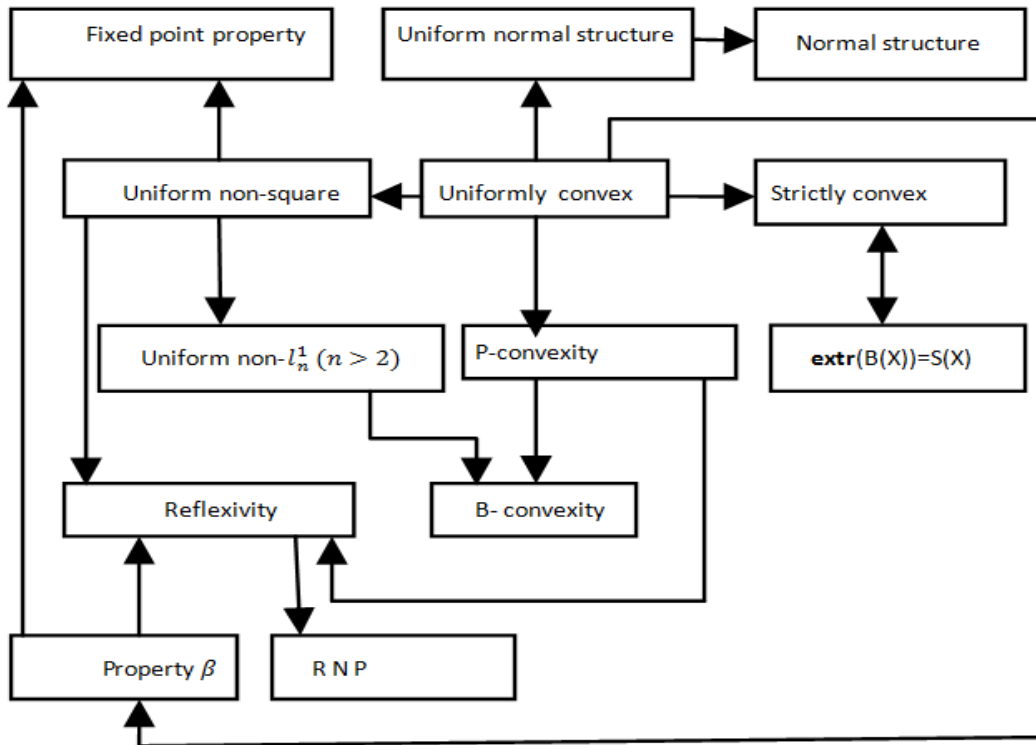 Fixed point property
Uniform normal structure
Normal structure
Uniform non-square
Uniformly convex
Strictly convex
Uniform non-$l_n^1$ ($n > 2$)
P-convexity
extr(B(X))=S(X)
Reflexivity
B- convexity
Property β
R N P